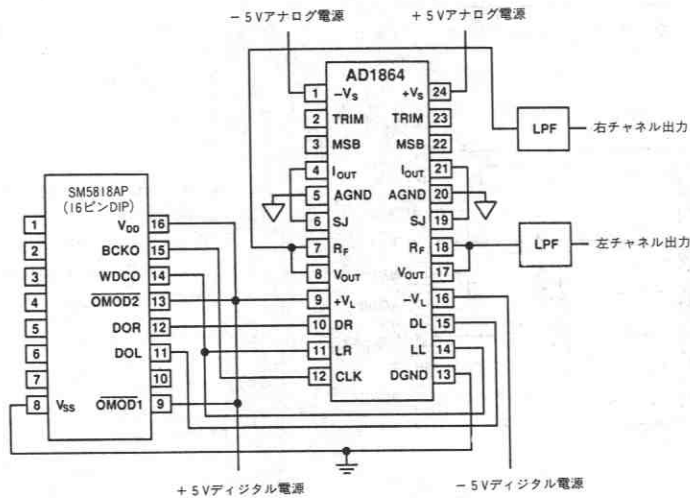 －5Vアナログ電源
＋5Vアナログ電源
AD1864
1 −VS +VS 24
2 TRIM TRIM 23
3 MSB MSB 22
4 IOUT IOUT 21
5 AGND AGND 20
6 SJ SJ 19
7 RF RF 18
8 VOUT VOUT 17
9 +VL −VL 16
10 DR DL 15
11 LR LL 14
12 CLK DGND 13
LPF
右チャネル出力
LPF
左チャネル出力
SM5818AP
(16ピンDIP)
1 VDD 16
2 BCKO 15
3 WDCO 14
4 OMOD2 13
5 DOR 12
6 DOL 11
7 10
8 VSS OMOD1 9
＋5Vディジタル電源
－5Vディジタル電源